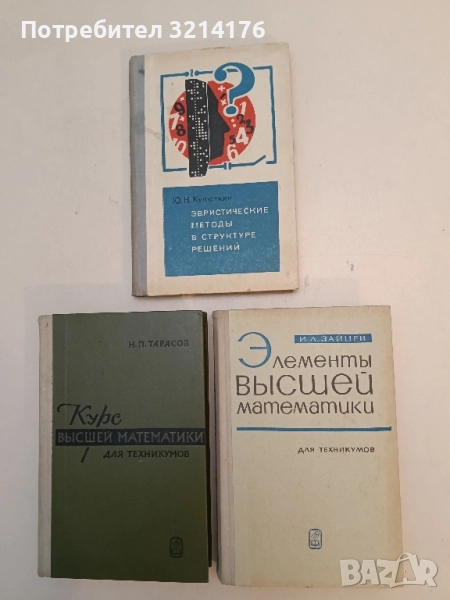 Потребител 3214176
?
Ю.Н. Кулюткин
ЭВРИСТИЧЕСКИЕ
МЕТОДЫ
В СТРУКТУРЕ
РЕШЕНИЙ
Н.П. ТАРАСОВ
Курс
ВЫСШЕЙ МАТЕМАТИКИ
ДЛЯ ТЕХНИКУМОВ
И.Л. ЗАЙЦЕВ
Элементы
ВЫСШЕЙ
математики
ДЛЯ ТЕХНИКУМОВ
BAZAR